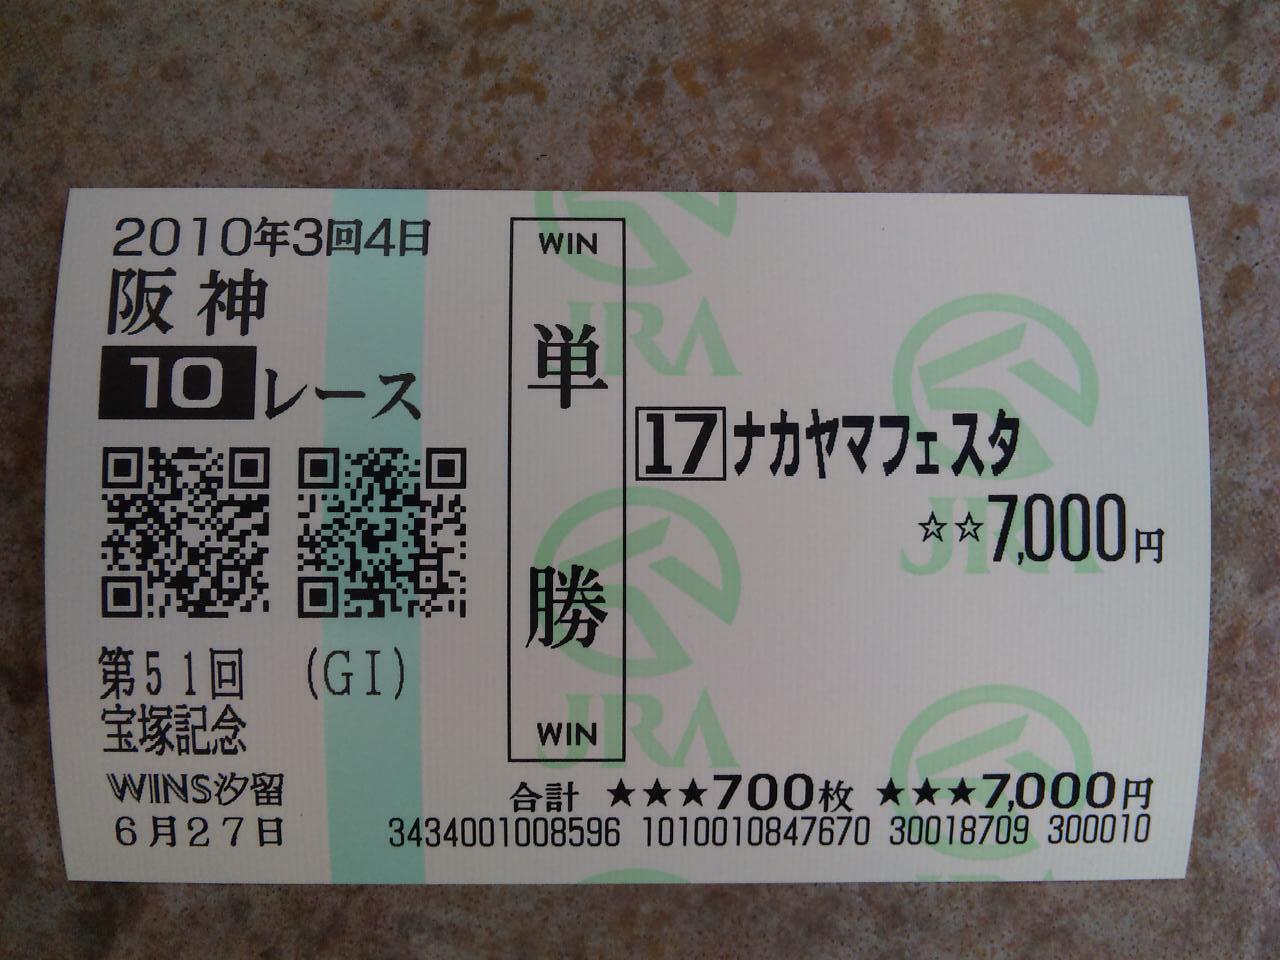 2010年3回4日
阪神
10レース
第51回 (GI)
宝塚記念
WINS汐留
6月27日
WIN
単勝
WIN
17ナカヤマフェスタ
☆☆7,000円
合計 ★★★700枚 ★★★7,000円
3434001008596 1010010847670 30018709 300010
JRA
JRA
JRA
JRA